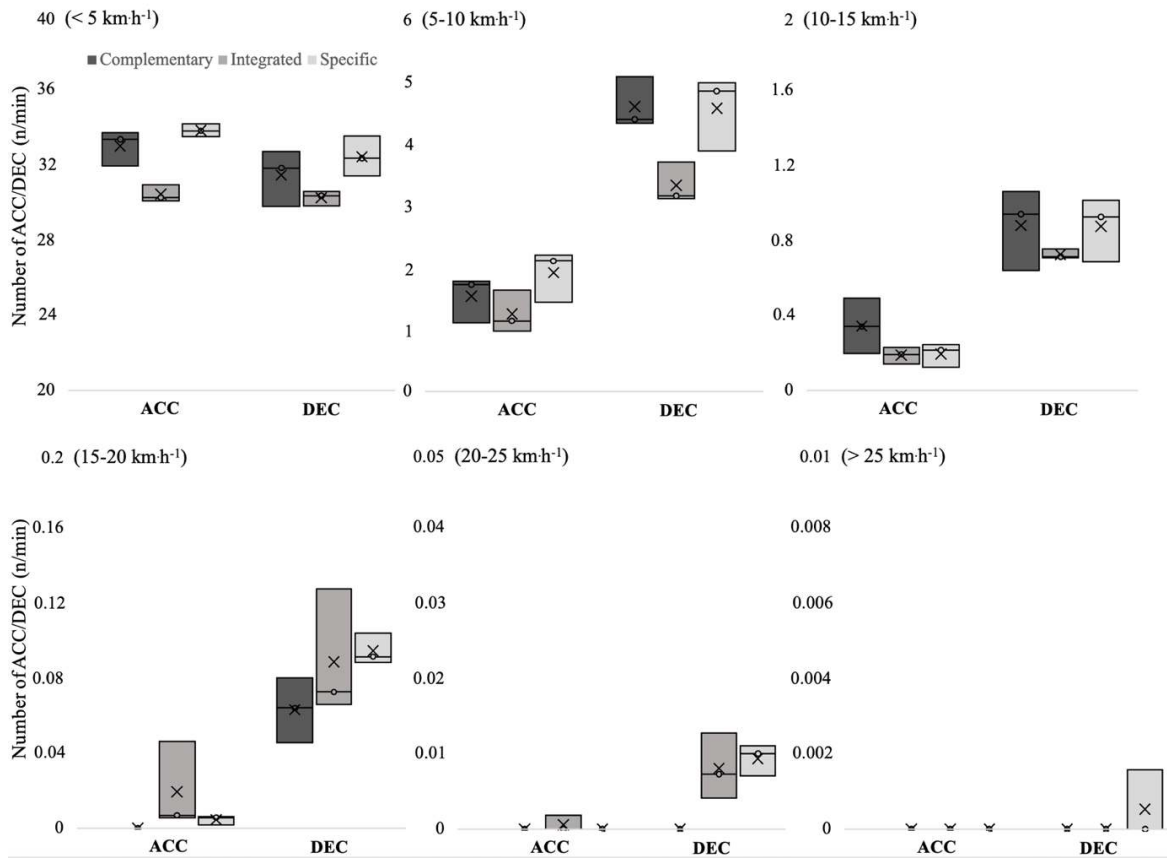 40 (< 5 km·h-1)
■ Complementary ■ Integrated ■ Specific
36
32
28
24
20
Number of ACC/DEC (n/min)
ACC DEC
6 (5-10 km·h-1)
5
4
3
2
1
0
ACC DEC
2 (10-15 km·h-1)
1.6
1.2
0.8
0.4
0
ACC DEC
0.2 (15-20 km·h-1)
0.16
0.12
0.08
0.04
0
Number of ACC/DEC (n/min)
ACC DEC
0.05 (20-25 km·h-1)
0.04
0.03
0.02
0.01
0
ACC DEC
0.01 (> 25 km·h-1)
0.008
0.006
0.004
0.002
0
ACC DEC